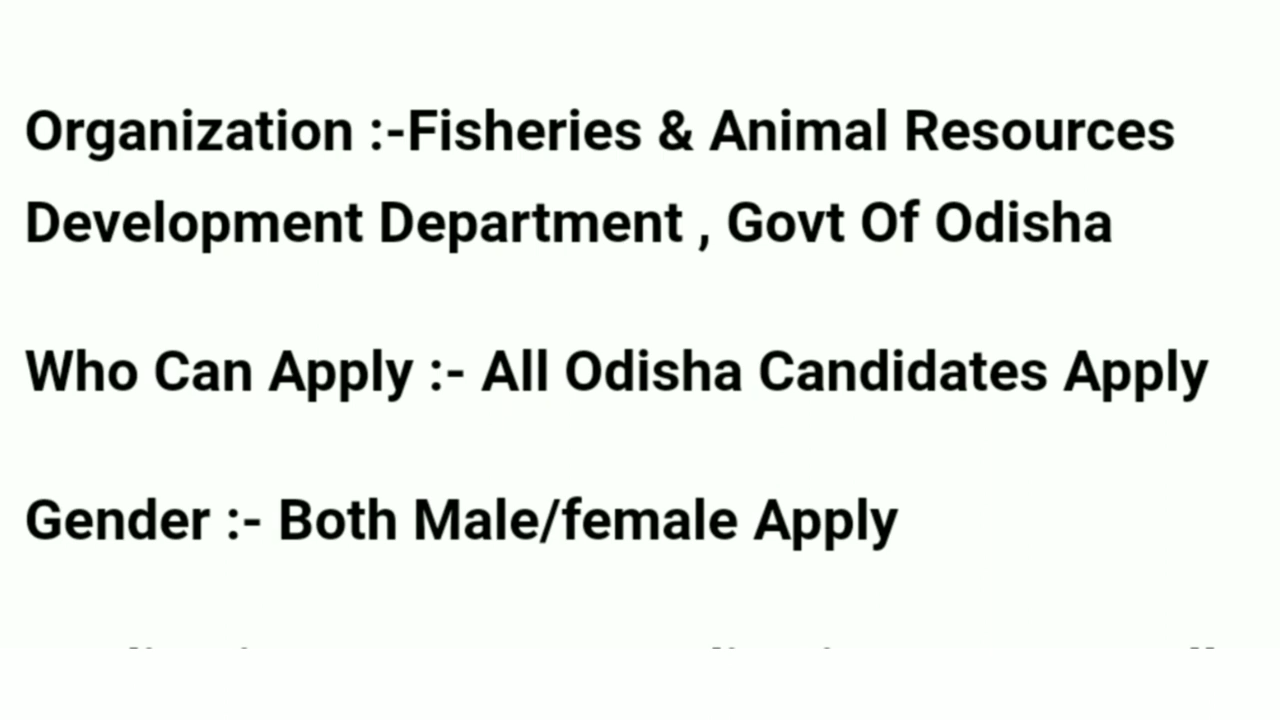 Organization :-Fisheries & Animal Resources
Development Department , Govt Of Odisha
Who Can Apply :- All Odisha Candidates Apply
Gender :- Both Male/female Apply